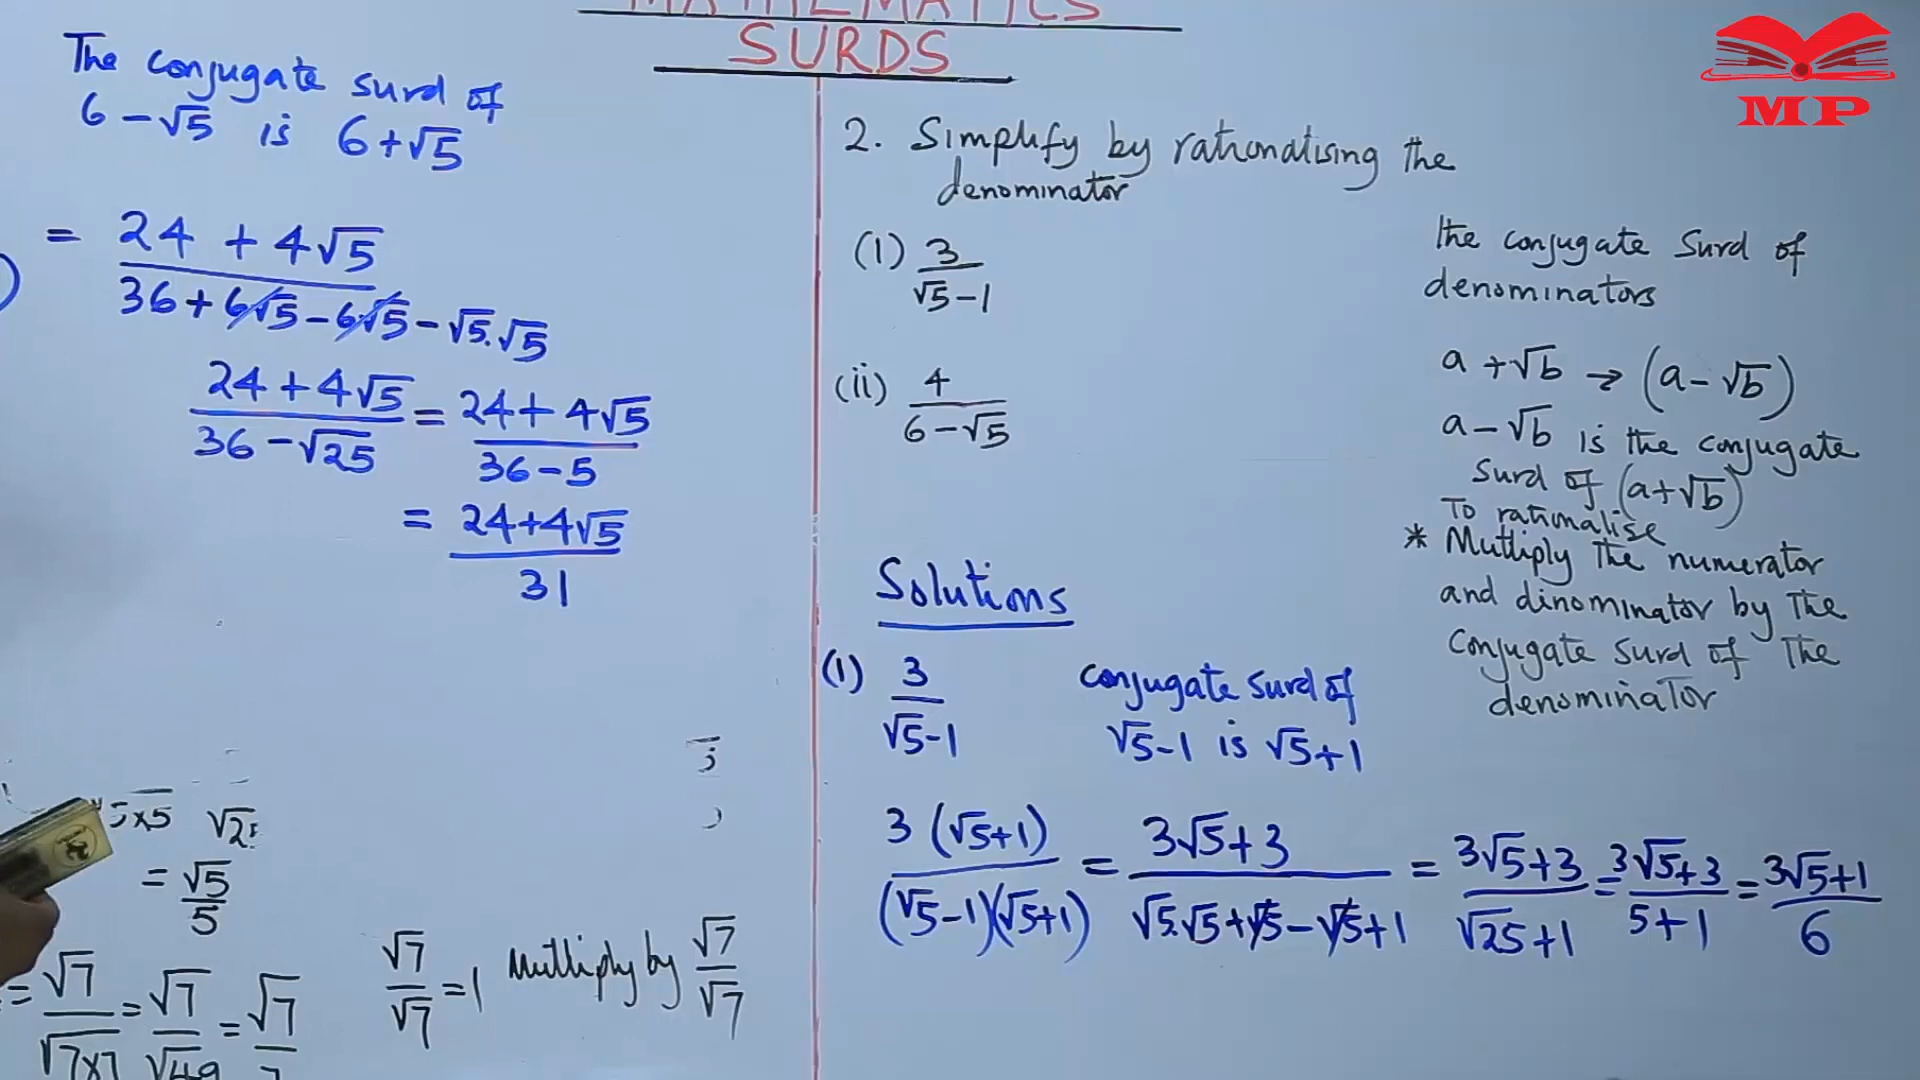 MATHEMATICS
SURDS
MP
The conjugate surd of
6 - √5 is 6+√5
= 24 + 4√5
36 + 6√5 - 6√5 - √5.√5
24 + 4√5 = 24 + 4√5
36 - √25 36 - 5
= 24+4√5
31
5x5
= √5
5
= √7 = √7 = √7
√7x7 √49
√7 = 1 Multiply by √7
√7 √7
2. Simplify by rationalising the
denominator
(i) 3
√5 - 1
(ii) 4
6 - √5
the conjugate surd of
denominators
a + √b → (a - √b)
a - √b is the conjugate
surd of (a+√b)
To rationalise
* Multiply the numerator
and dinominator by the
conjugate surd of the
denominator
Solutions
(i) 3 conjugate surd of
√5-1 √5-1 is √5+1
3 (√5+1) = 3√5+3 = 3√5+3 = 3√5+3 = 3√5+1
(√5-1)(√5+1) √5.√5+√5-√5+1 √25+1 5+1 6